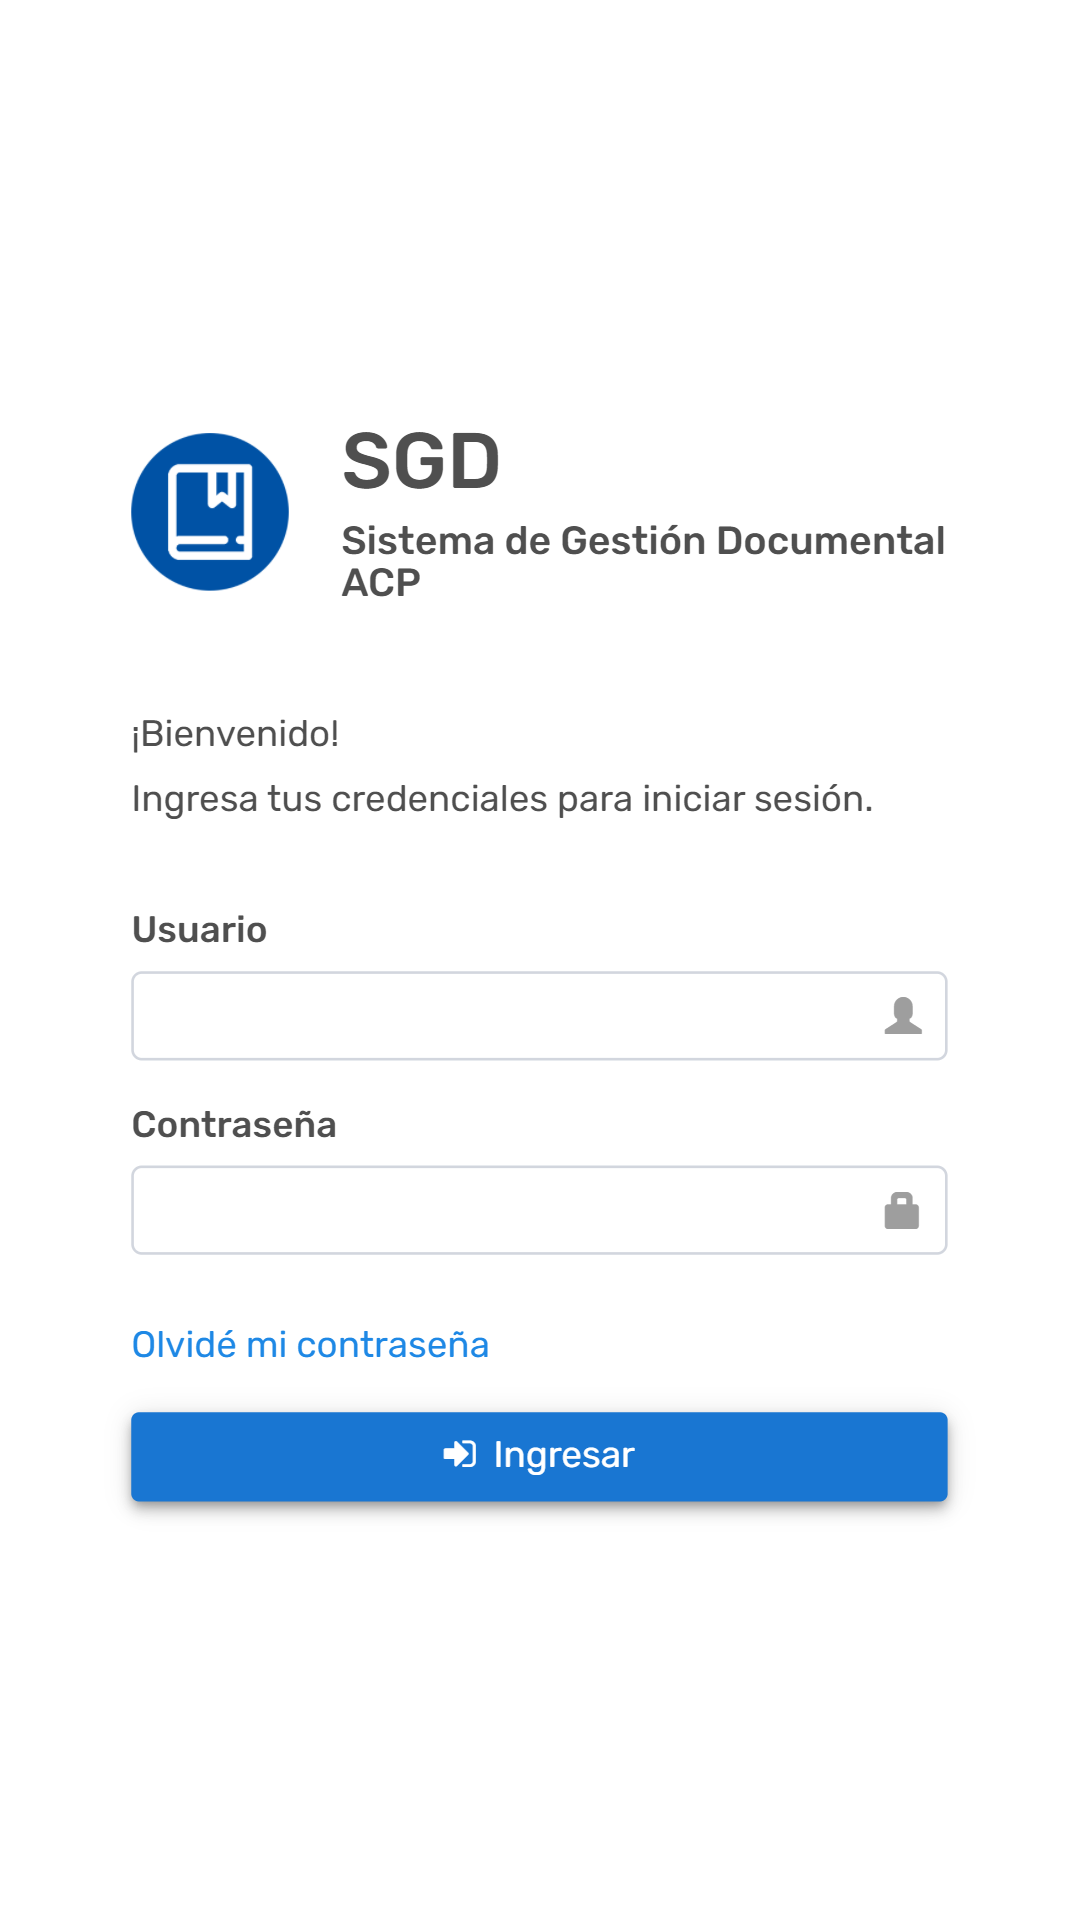 SGD
Sistema de Gestión Documental
ACP
¡Bienvenido!
Ingresa tus credenciales para iniciar sesión.
Usuario
Contraseña
Olvidé mi contraseña
Ingresar